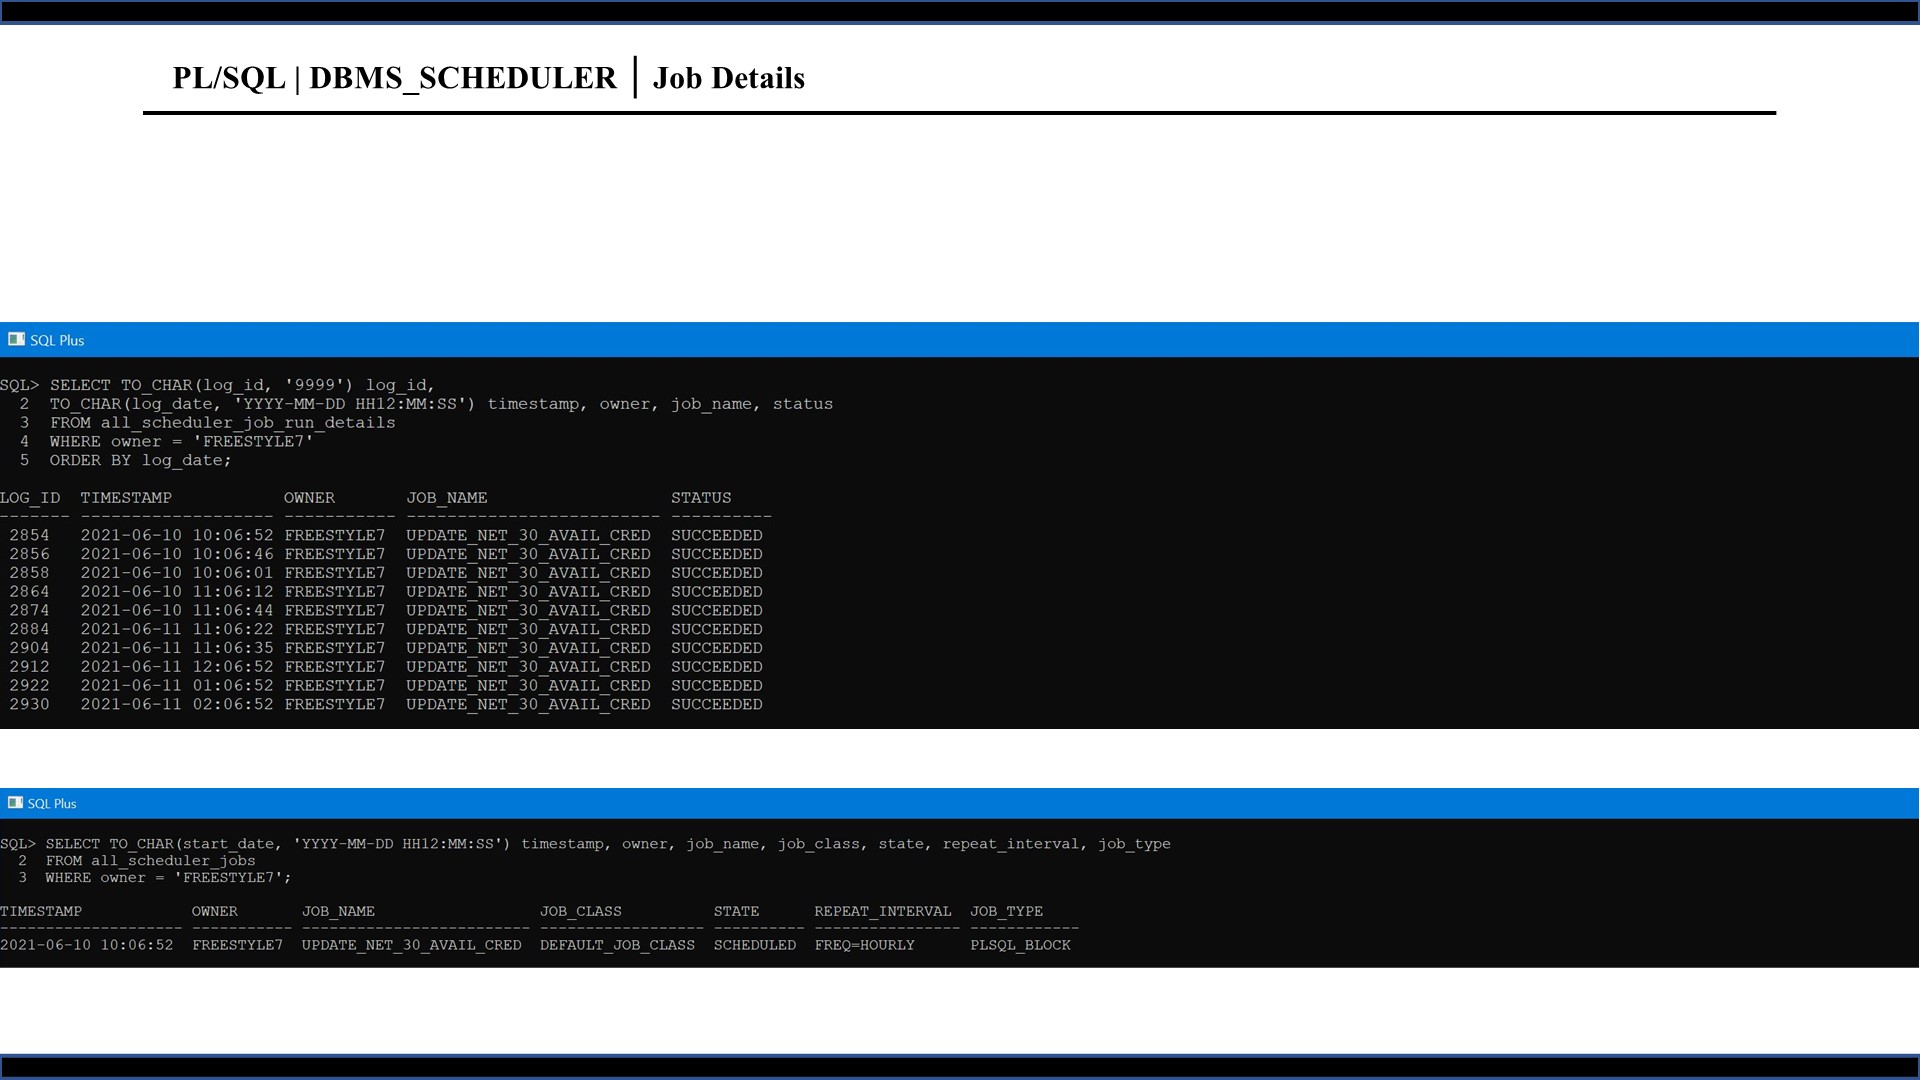 PL/SQL | DBMS_SCHEDULER | Job Details
SQL Plus
SQL> SELECT TO_CHAR(log_id, '9999') log_id,
  2  TO_CHAR(log_date, 'YYYY-MM-DD HH12:MM:SS') timestamp, owner, job_name, status
  3  FROM all_scheduler_job_run_details
  4  WHERE owner = 'FREESTYLE7'
  5  ORDER BY log_date;
LOG_ID  TIMESTAMP           OWNER       JOB_NAME                  STATUS
------- ------------------- ----------- ------------------------- ----------
 2854   2021-06-10 10:06:52 FREESTYLE7  UPDATE_NET_30_AVAIL_CRED  SUCCEEDED
 2856   2021-06-10 10:06:46 FREESTYLE7  UPDATE_NET_30_AVAIL_CRED  SUCCEEDED
 2858   2021-06-10 10:06:01 FREESTYLE7  UPDATE_NET_30_AVAIL_CRED  SUCCEEDED
 2864   2021-06-10 11:06:12 FREESTYLE7  UPDATE_NET_30_AVAIL_CRED  SUCCEEDED
 2874   2021-06-10 11:06:44 FREESTYLE7  UPDATE_NET_30_AVAIL_CRED  SUCCEEDED
 2884   2021-06-11 11:06:22 FREESTYLE7  UPDATE_NET_30_AVAIL_CRED  SUCCEEDED
 2904   2021-06-11 11:06:35 FREESTYLE7  UPDATE_NET_30_AVAIL_CRED  SUCCEEDED
 2912   2021-06-11 12:06:52 FREESTYLE7  UPDATE_NET_30_AVAIL_CRED  SUCCEEDED
 2922   2021-06-11 01:06:52 FREESTYLE7  UPDATE_NET_30_AVAIL_CRED  SUCCEEDED
 2930   2021-06-11 02:06:52 FREESTYLE7  UPDATE_NET_30_AVAIL_CRED  SUCCEEDED
SQL Plus
SQL> SELECT TO_CHAR(start_date, 'YYYY-MM-DD HH12:MM:SS') timestamp, owner, job_name, job_class, state, repeat_interval, job_type
  2  FROM all_scheduler_jobs
  3  WHERE owner = 'FREESTYLE7';
TIMESTAMP            OWNER       JOB_NAME                  JOB_CLASS          STATE      REPEAT_INTERVAL  JOB_TYPE
-------------------- ----------- ------------------------- ------------------ ---------- ---------------- ------------
2021-06-10 10:06:52  FREESTYLE7  UPDATE_NET_30_AVAIL_CRED  DEFAULT_JOB_CLASS  SCHEDULED  FREQ=HOURLY      PLSQL_BLOCK